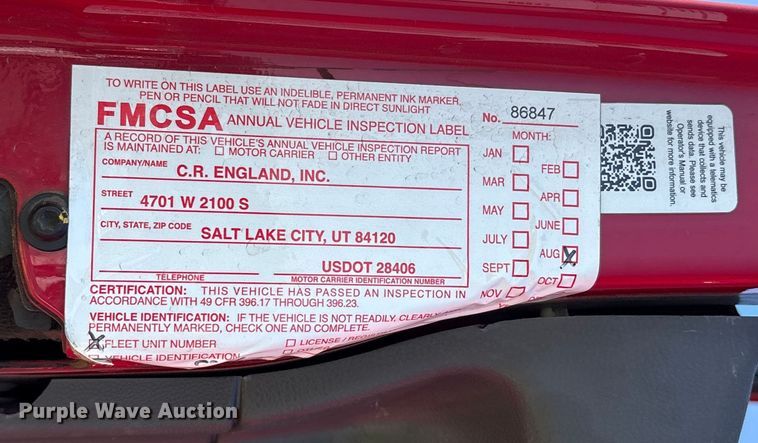 TO WRITE ON THIS LABEL USE AN INDELIBLE, PERMANENT INK MARKER,
PEN OR PENCIL THAT WILL NOT FADE IN DIRECT SUNLIGHT
FMCSA ANNUAL VEHICLE INSPECTION LABEL
No. 86847
A RECORD OF THIS VEHICLE'S ANNUAL VEHICLE INSPECTION REPORT
IS MAINTAINED AT: ☐ MOTOR CARRIER ☐ OTHER ENTITY
COMPANY/NAME
C.R. ENGLAND, INC.
STREET
4701 W 2100 S
CITY, STATE, ZIP CODE
SALT LAKE CITY, UT 84120
USDOT 28406
TELEPHONE
MOTOR CARRIER IDENTIFICATION NUMBER
MONTH:
JAN ☐ FEB ☐
MAR ☐ APR ☐
MAY ☐ JUNE ☐
JULY ☐ AUG ☒
SEPT ☐ OCT ☐
NOV ☐
CERTIFICATION: THIS VEHICLE HAS PASSED AN INSPECTION IN
ACCORDANCE WITH 49 CFR 396.17 THROUGH 396.23.
VEHICLE IDENTIFICATION: IF THE VEHICLE IS NOT READILY, CLEARLY,
PERMANENTLY MARKED, CHECK ONE AND COMPLETE.
☒ FLEET UNIT NUMBER ☐ LICENSE /
☐ VEHICLE IDENTIFICATION ☐
This vehicle may be
equipped with a telematics
device that collects and
sends data. Please see
Operator's Manual or
website for more information.
Purple Wave Auction